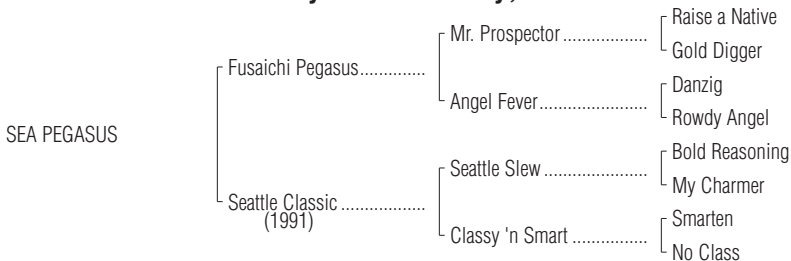 Raise a Native
Mr. Prospector ..................
Gold Digger
Fusaichi Pegasus..............
Danzig
Angel Fever.......................
Rowdy Angel
SEA PEGASUS
Bold Reasoning
Seattle Slew ......................
My Charmer
Seattle Classic ..................
(1991)
Smarten
Classy 'n Smart ................
No Class